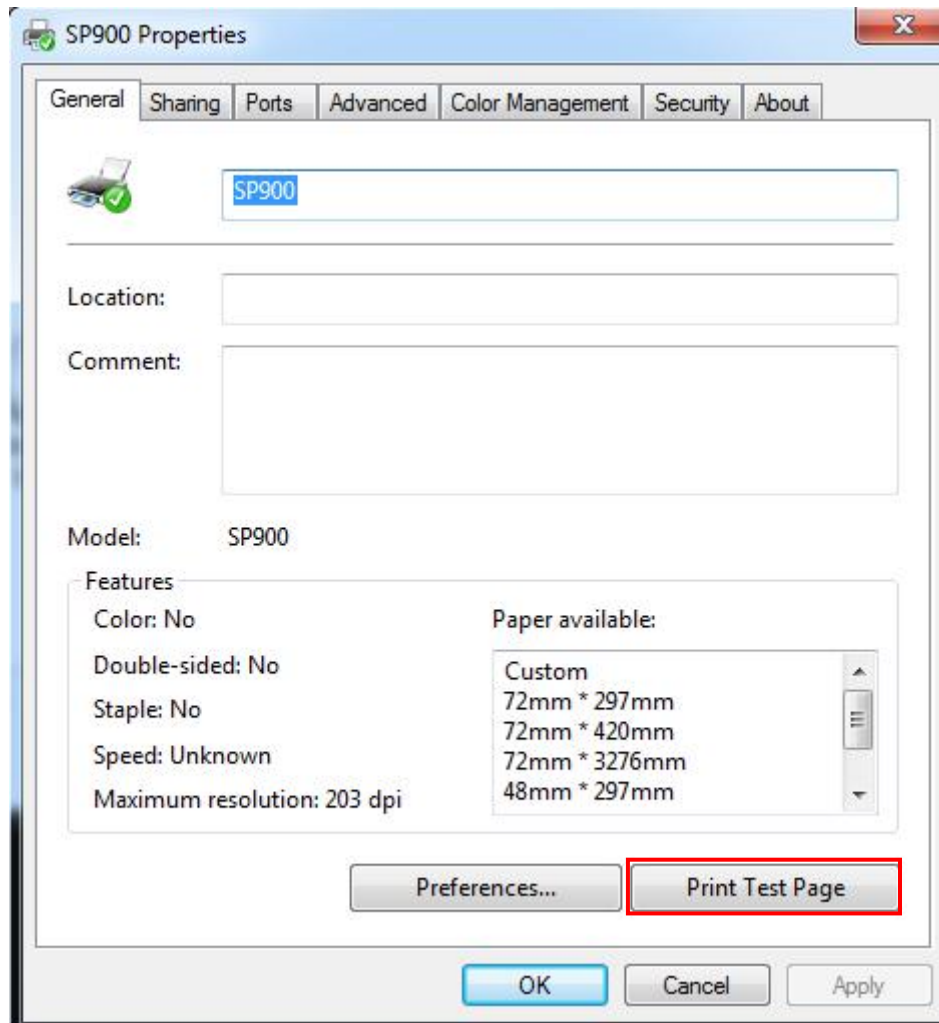 SP900 Properties
General Sharing Ports Advanced Color Management Security About
SP900
Location:
Comment:
Model: SP900
Features
Color: No
Paper available:
Double-sided: No
Custom
72mm * 297mm
Staple: No
72mm * 420mm
Speed: Unknown
72mm * 3276mm
48mm * 297mm
Maximum resolution: 203 dpi
Preferences... Print Test Page
OK Cancel Apply